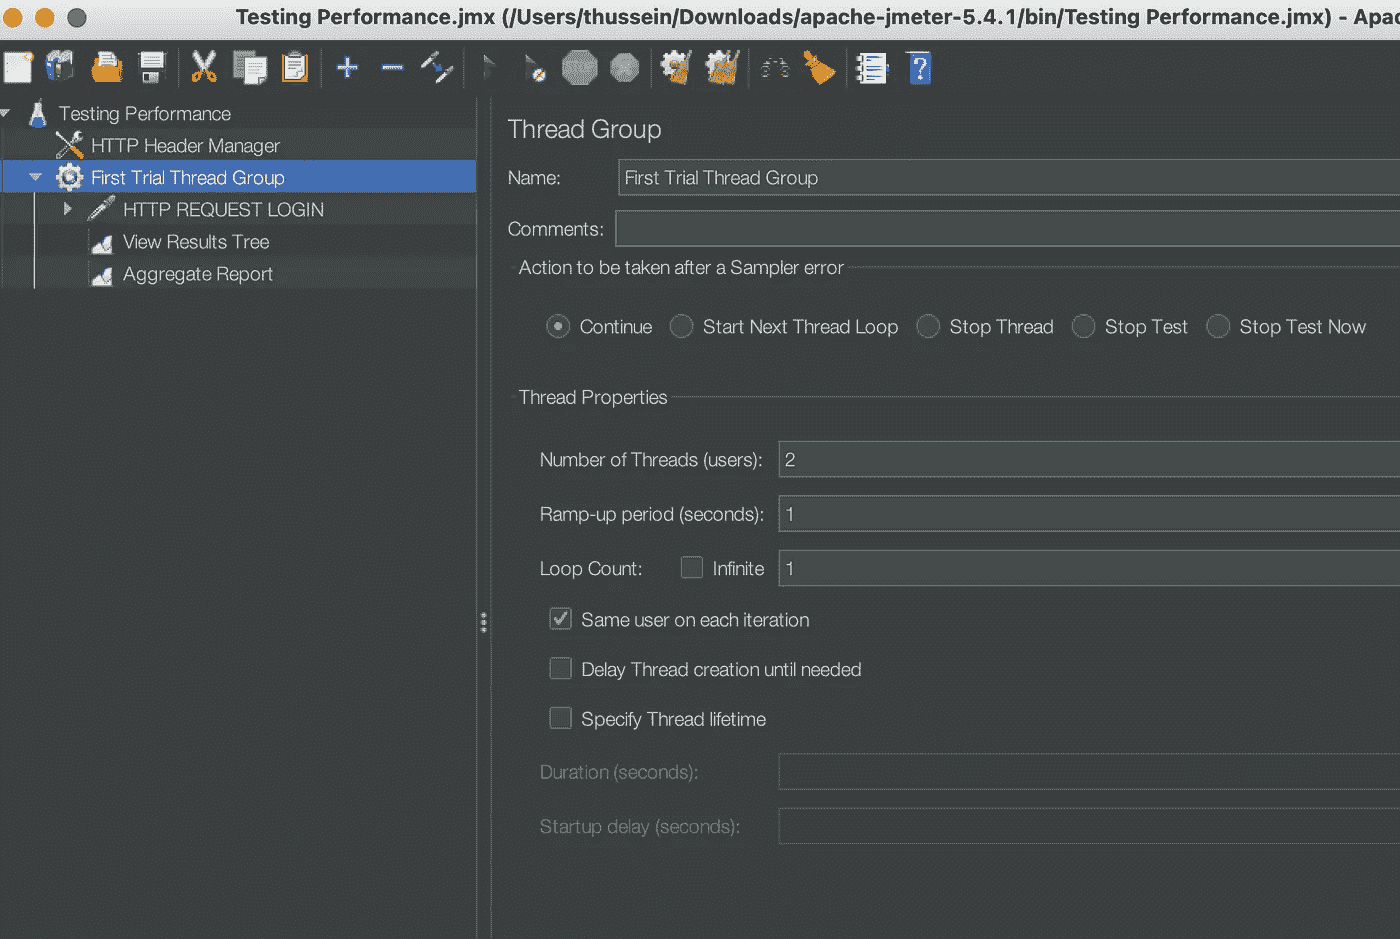 Testing Performance.jmx (/Users/thussein/Downloads/apache-jmeter-5.4.1/bin/Testing Performance.jmx) -
?
Testing Performance
HTTP Header Manager
First Trial Thread Group
HTTP REQUEST LOGIN
View Results Tree
Aggregate Report
Thread Group
Name: First Trial Thread Group
Comments:
Action to be taken after a Sampler error
Continue Start Next Thread Loop Stop Thread Stop Test Stop Test Now
Thread Properties
Number of Threads (users): 2
Ramp-up period (seconds): 1
Loop Count: Infinite 1
Same user on each iteration
Delay Thread creation until needed
Specify Thread lifetime
Duration (seconds):
Startup delay (seconds):